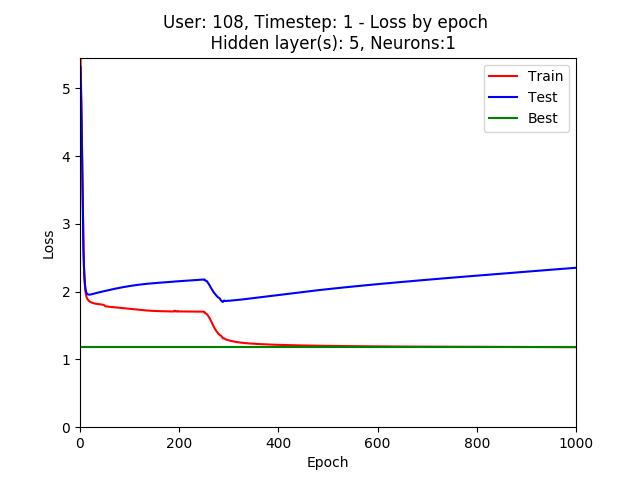 User: 108, Timestep: 1 - Loss by epoch
Hidden layer(s): 5, Neurons:1
Train
Test
Best
Loss
5
4
3
2
1
0
0 200 400 600 800 1000
Epoch